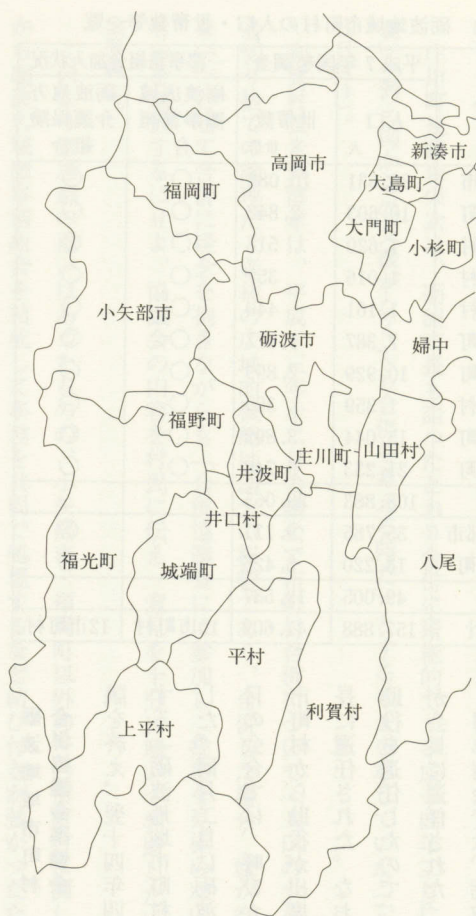 高岡市
新湊市
福岡町
大島町
大門町
小杉町
小矢部市
砺波市
婦中
福野町
庄川町
山田村
井波町
井口村
福光町
城端町
八尾
平村
利賀村
上平村